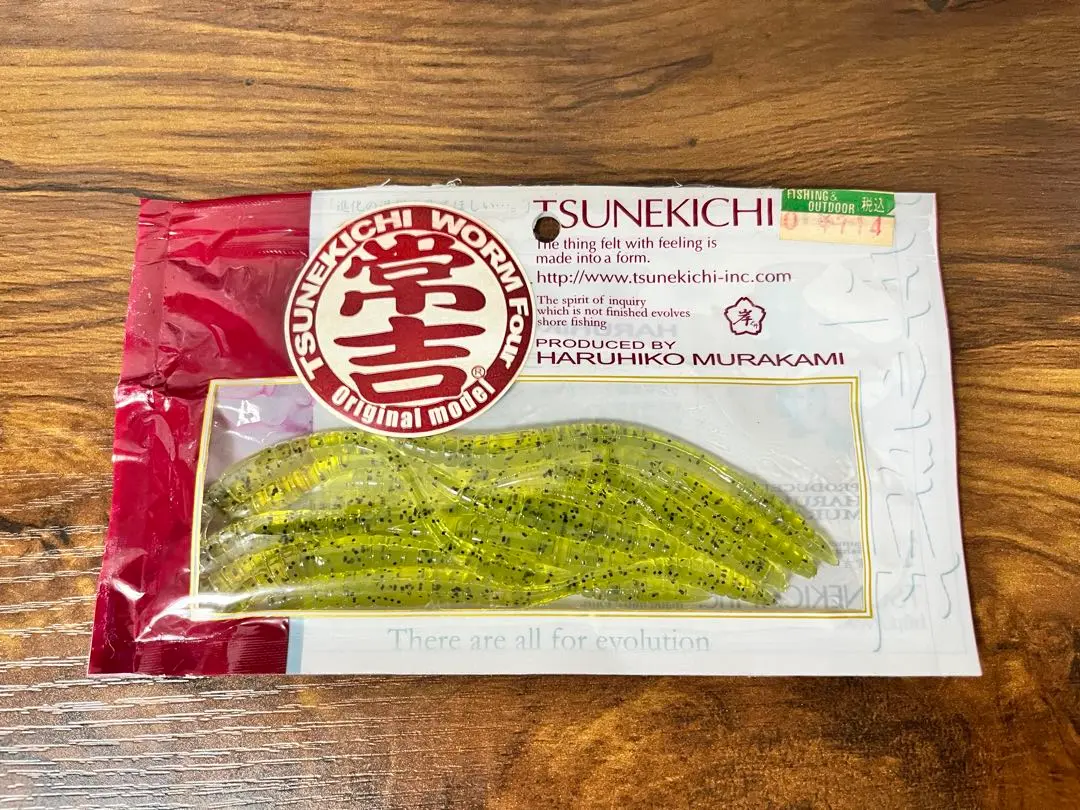 TSUNEKICHI WORM FOUR
常吉
®
Original model
TSUNEKICHI
The thing felt with feeling is
made into a form.
http://www.tsunekichi-inc.com
The spirit of inquiry
which is not finished evolves
shore fishing
PRODUCED BY
HARUHIKO MURAKAMI
FISHING &
OUTDOOR 税込
There are all for evolution